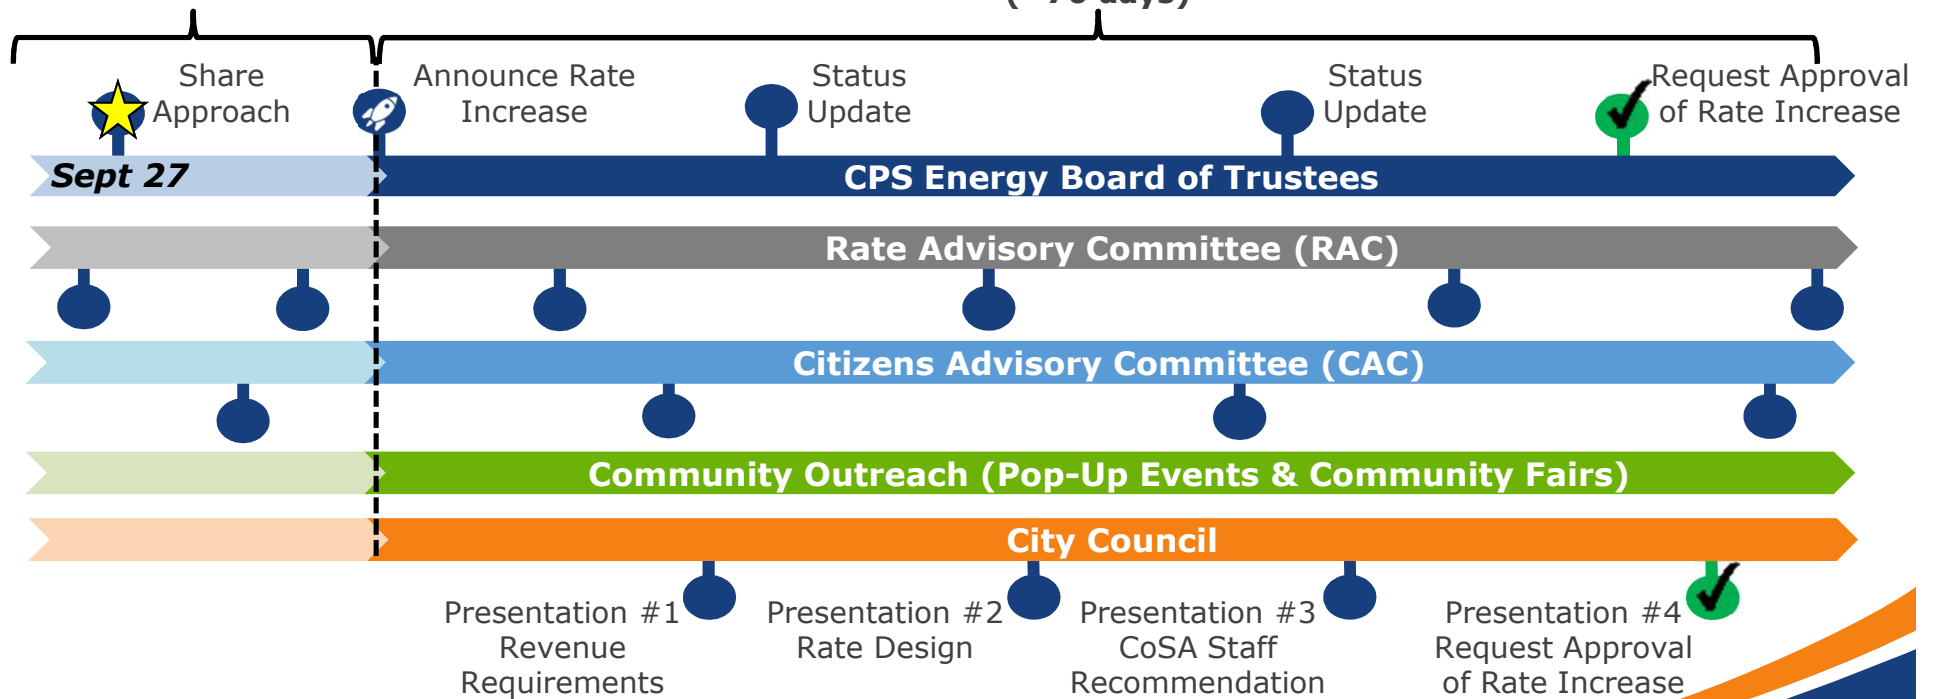 days)
Share
Approach
Announce Rate
Increase
Status
Update
Status
Update
Request Approval
of Rate Increase
Sept 27
CPS Energy Board of Trustees
Rate Advisory Committee (RAC)
Citizens Advisory Committee (CAC)
Community Outreach (Pop-Up Events & Community Fairs)
City Council
Presentation #1
Revenue
Requirements
Presentation #2
Rate Design
Presentation #3
CoSA Staff
Recommendation
Presentation #4
Request Approval
of Rate Increase